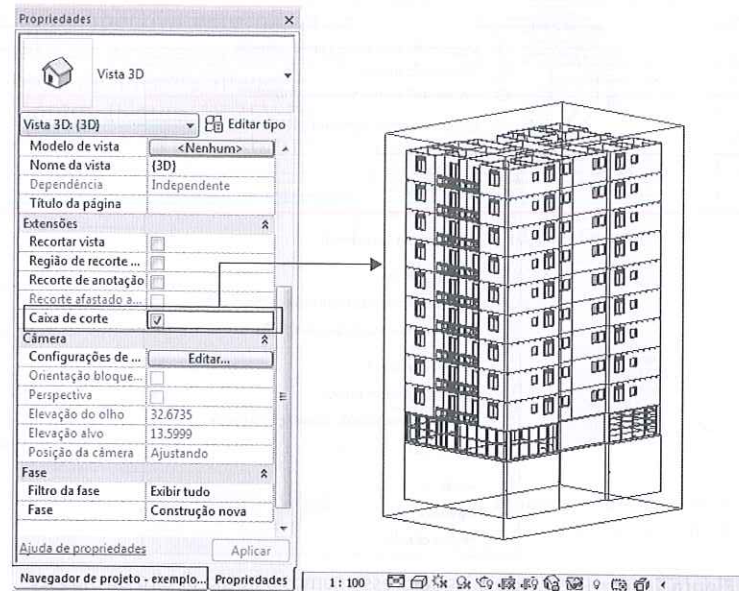 Propriedades
Vista 3D
Vista 3D: {3D}
Editar tipo
Modelo de vista <Nenhum>
Nome da vista {3D}
Dependência Independente
Título da página
Extensões
Recortar vista
Região de recorte ...
Recorte de anotação
Recorte afastado a...
Caixa de corte
Câmera
Configurações de ... Editar...
Orientação bloque...
Perspectiva
Elevação do olho 32.6735
Elevação alvo 13.5999
Posição da câmera Ajustando
Fase
Filtro da fase Exibir tudo
Fase Construção nova
Ajuda de propriedades Aplicar
Navegador de projeto - exemplo... Propriedades
1 : 100